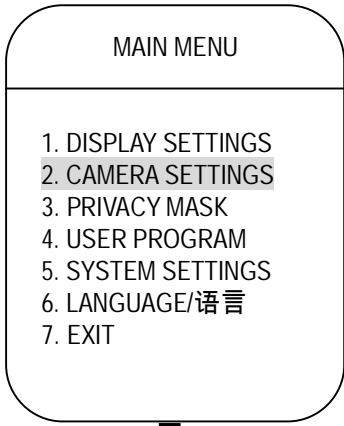 MAIN MENU
1. DISPLAY SETTINGS
2. CAMERA SETTINGS
3. PRIVACY MASK
4. USER PROGRAM
5. SYSTEM SETTINGS
6. LANGUAGE/语言
7. EXIT